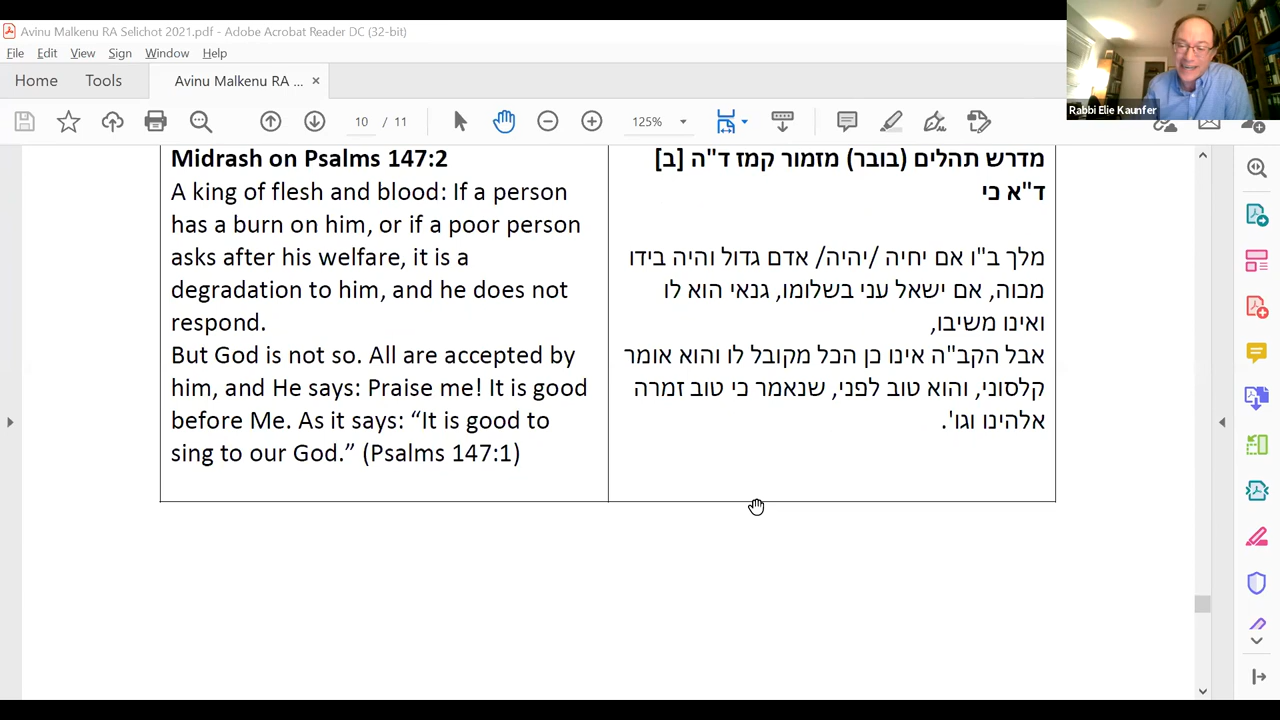 Avinu Malkenu RA Selichot 2021.pdf - Adobe Acrobat Reader DC (32-bit)
File Edit View Sign Window Help
Home Tools Avinu Malkenu RA ... ×
10 / 11 125%
Rabbi Elie Kaunfer
Midrash on Psalms 147:2
A king of flesh and blood: If a person
has a burn on him, or if a poor person
asks after his welfare, it is a
degradation to him, and he does not
respond.
But God is not so. All are accepted by
him, and He says: Praise me! It is good
before Me. As it says: “It is good to
sing to our God.” (Psalms 147:1)
מדרש תהלים (בובר) מזמור קמז ד"ה [ב]
ד"א כי
מלך ב"ו אם יחיה /יהיה/ אדם גדול והיה בידו
מכוה, אם ישאל עני בשלומו, גנאי הוא לו
ואינו משיבו,
אבל הקב"ה אינו כן הכל מקובל לו והוא אומר
קלסוני, והוא טוב לפני, שנאמר כי טוב זמרה
אלהינו וגו'.